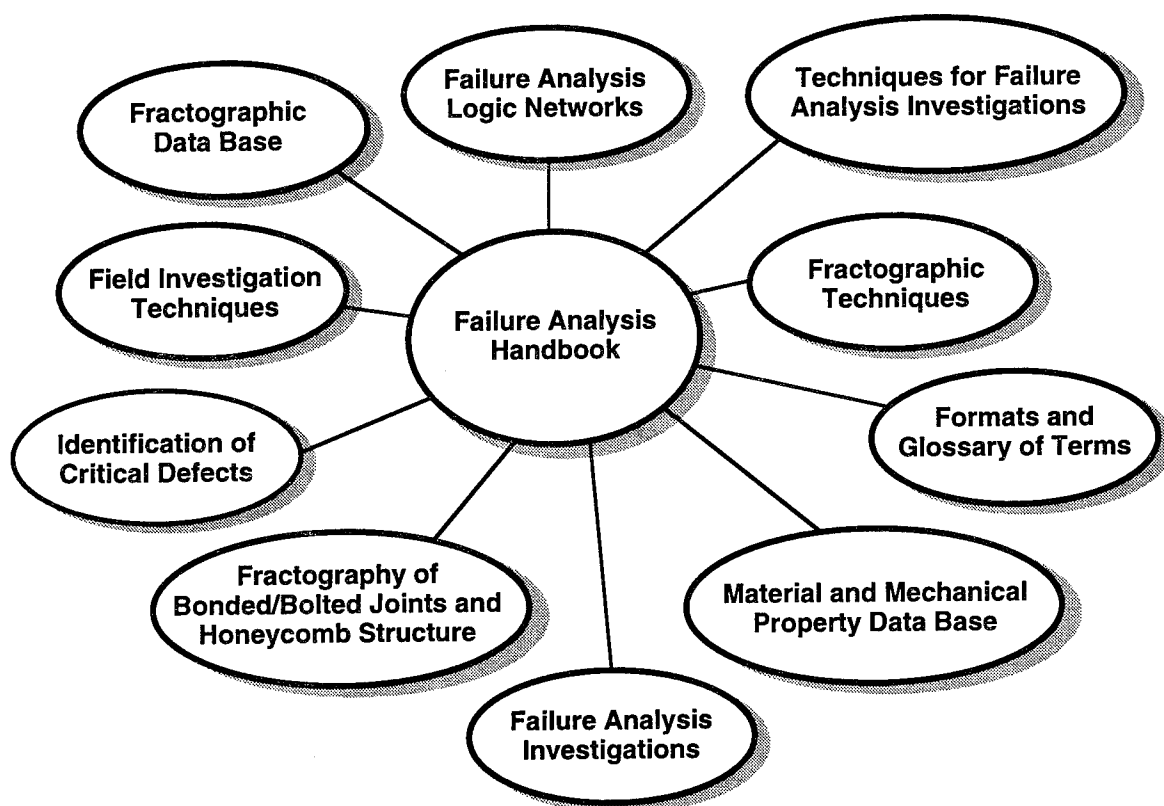 Failure Analysis
Logic Networks
Techniques for Failure
Analysis Investigations
Fractographic
Data Base
Field Investigation
Techniques
Fractographic
Techniques
Failure Analysis
Handbook
Identification of
Critical Defects
Formats and
Glossary of Terms
Fractography of
Bonded/Bolted Joints and
Honeycomb Structure
Material and Mechanical
Property Data Base
Failure Analysis
Investigations